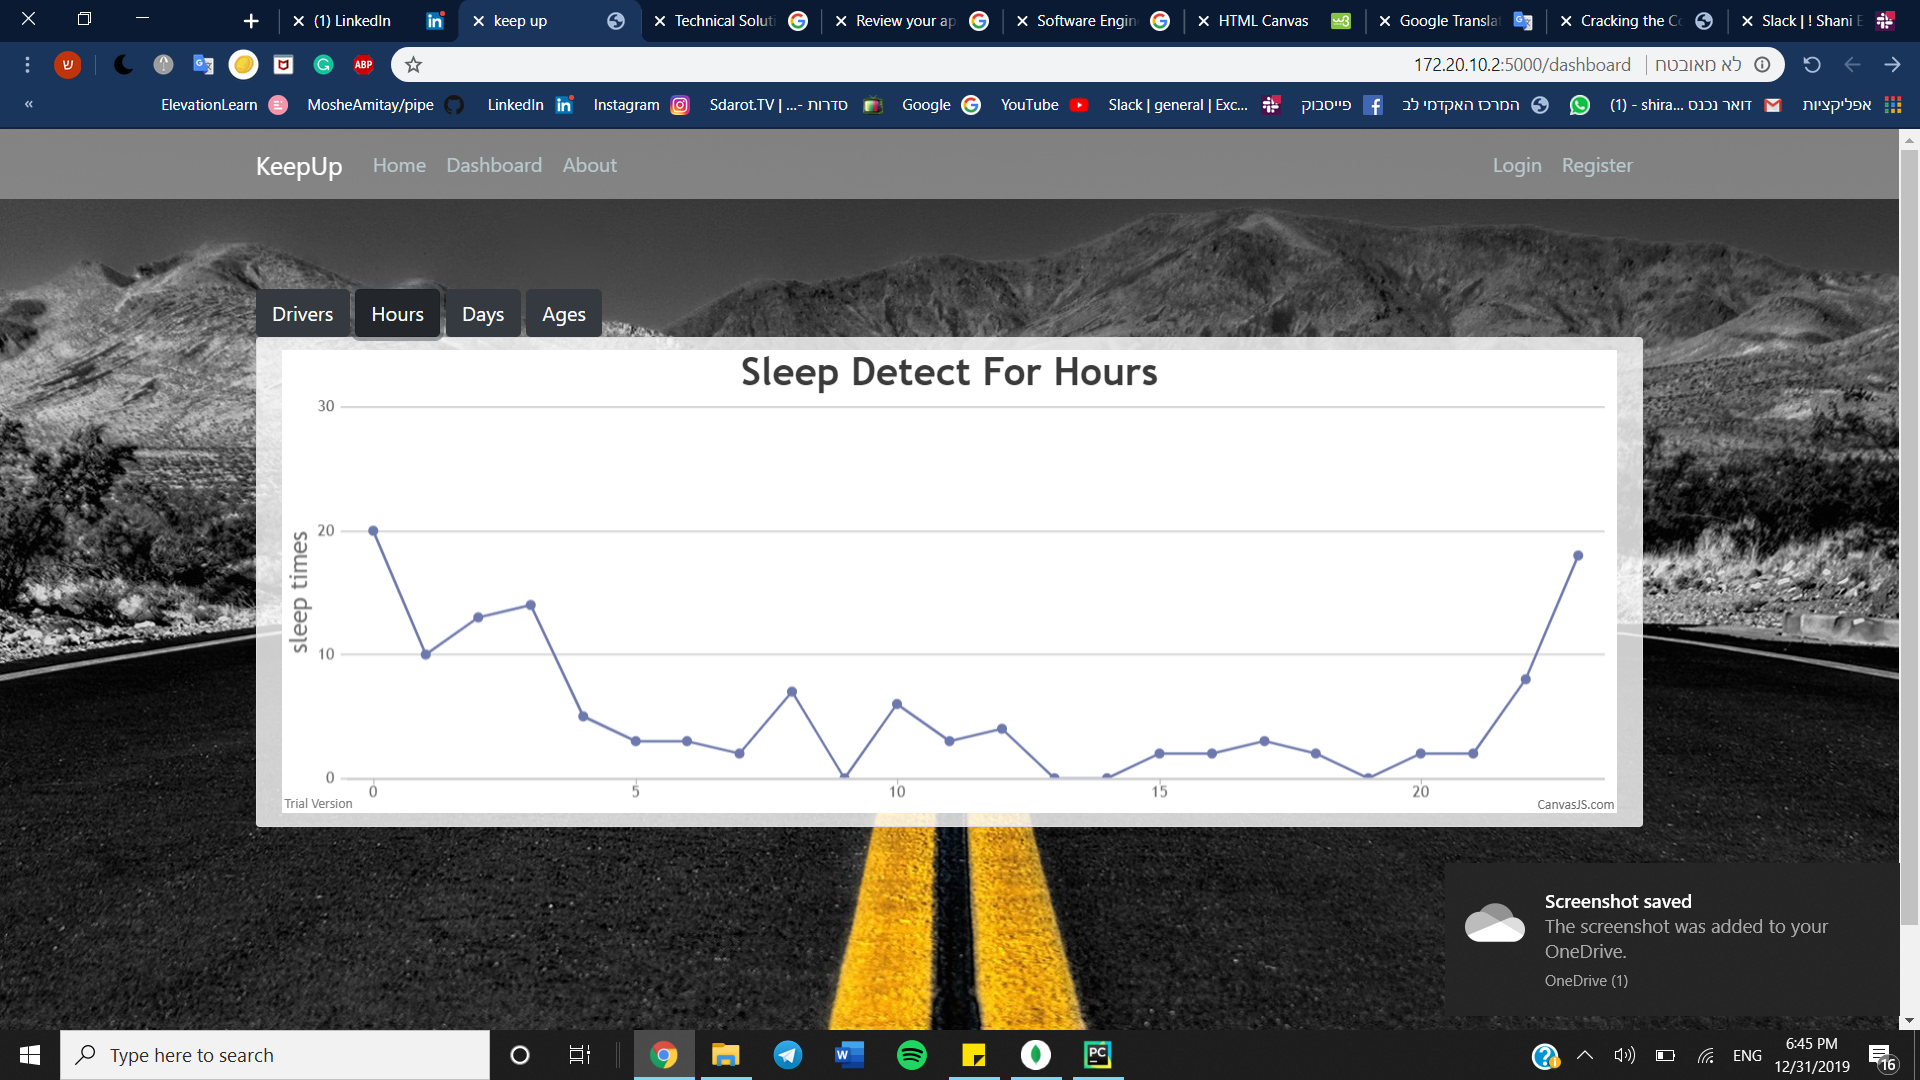 (1) LinkedIn
keep up
Technical Soluti
Review your ap
Software Engin
HTML Canvas
Google Translat
Cracking the Co
Slack | ! Shani E
172.20.10.2:5000/dashboard
לא מאובטח
ElevationLearn
MosheAmitay/pipe
LinkedIn
Instagram
Sdarot.TV | ...- סדרות
Google
YouTube
Slack | general | Exc...
פייסבוק
המרכז האקדמי לב
(1) - shira... דואר נכנס
אפליקציות
KeepUp
Home
Dashboard
About
Login
Register
Drivers
Hours
Days
Ages
Sleep Detect For Hours
sleep times
30
20
10
0
0
5
10
15
20
Trial Version
CanvasJS.com
Screenshot saved
The screenshot was added to your
OneDrive.
OneDrive (1)
Type here to search
ENG
6:45 PM
12/31/2019
16